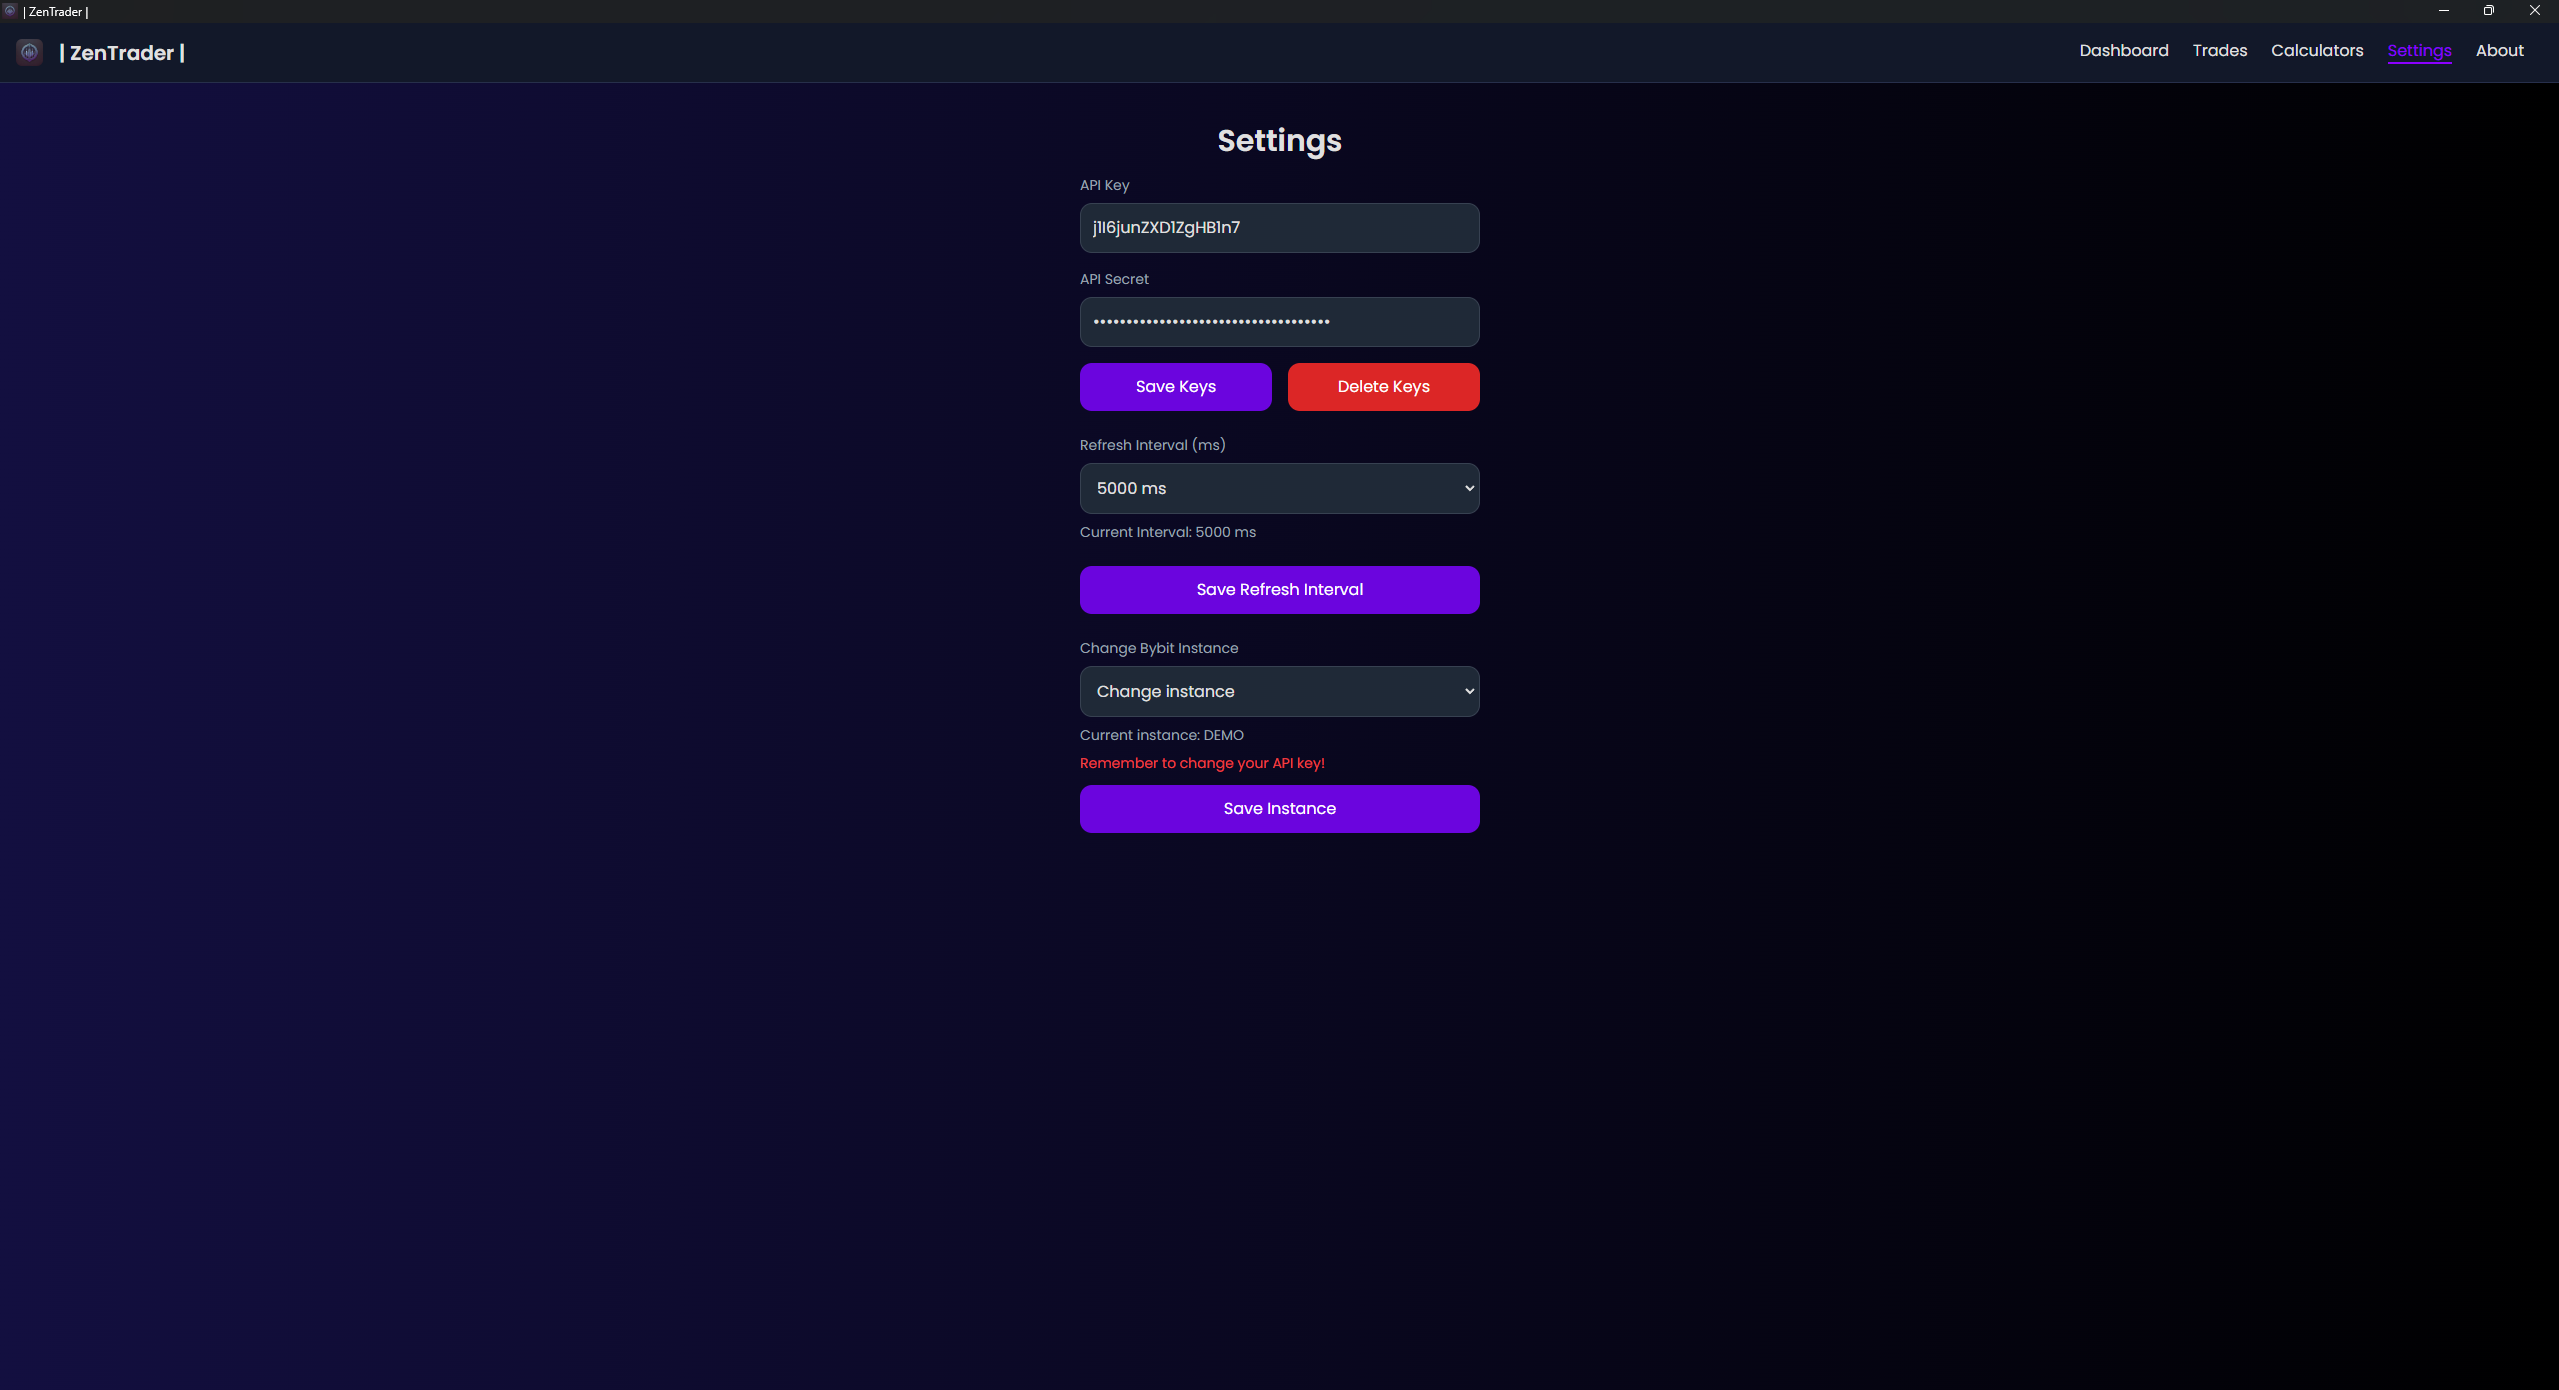 | ZenTrader |
| ZenTrader |
Dashboard Trades Calculators Settings About
Settings
API Key
j1I6junZXD1ZgHB1n7
API Secret
••••••••••••••••••••••••••••••••••••
Save Keys Delete Keys
Refresh Interval (ms)
5000 ms
Current Interval: 5000 ms
Save Refresh Interval
Change Bybit Instance
Change instance
Current instance: DEMO
Remember to change your API key!
Save Instance